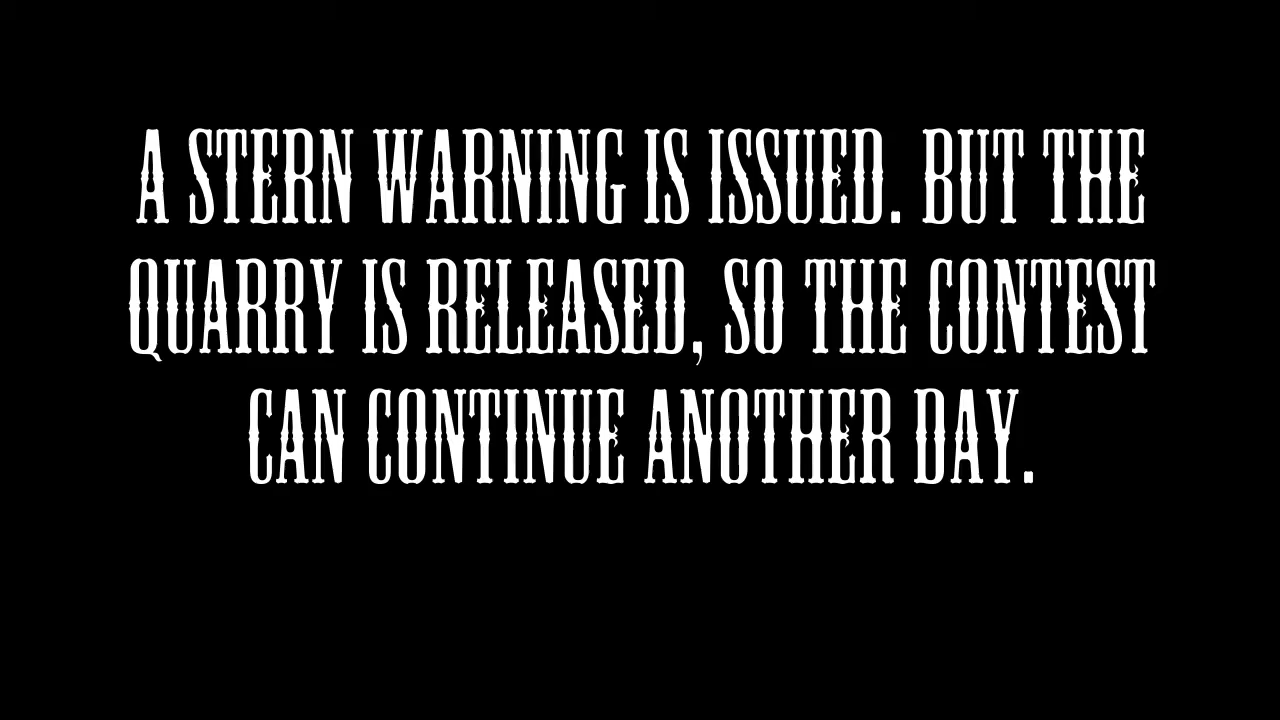 A STERN WARNING IS ISSUED. BUT THE
QUARRY IS RELEASED, SO THE CONTEST
CAN CONTINUE ANOTHER DAY.